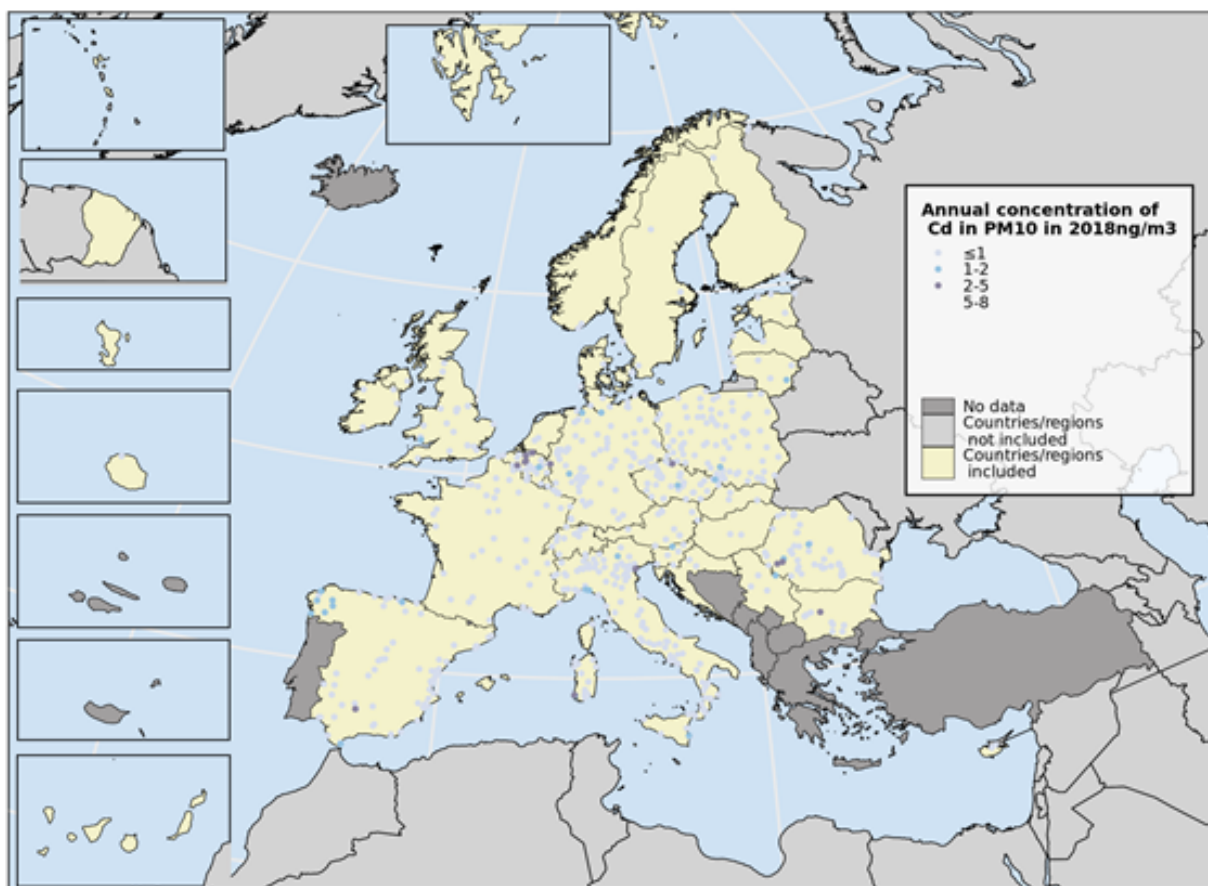 Annual concentration of
Cd in PM10 in 2018ng/m3
≤1
1-2
2-5
5-8
No data
Countries/regions
not included
Countries/regions
included